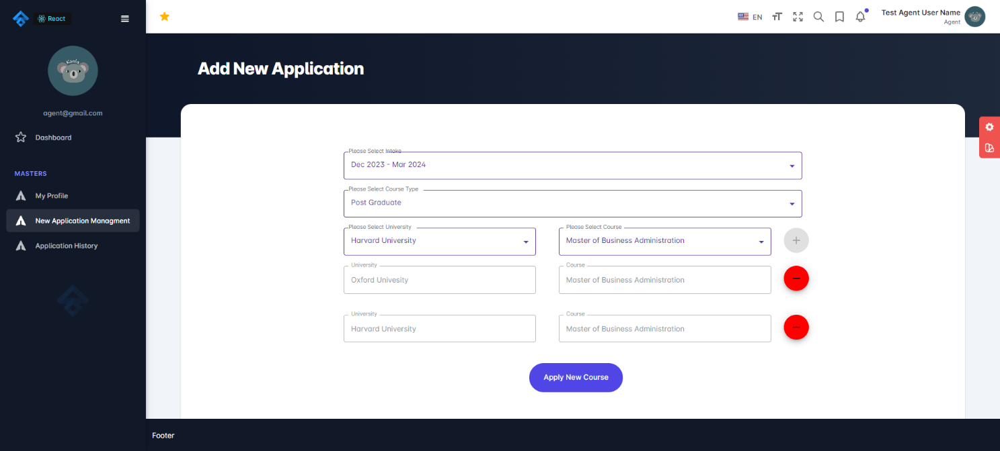 React
EN
Test Agent User Name
Agent
Koala
agent@gmail.com
Dashboard
MASTERS
My Profile
New Application Managment
Application History
Add New Application
Please Select Intake
Dec 2023 - Mar 2024
Please Select Course Type
Post Graduate
Please Select University
Harvard University
Please Select Course
Master of Business Administration
University
Oxford Univesity
Course
Master of Business Administration
University
Harvard University
Course
Master of Business Administration
Apply New Course
Footer